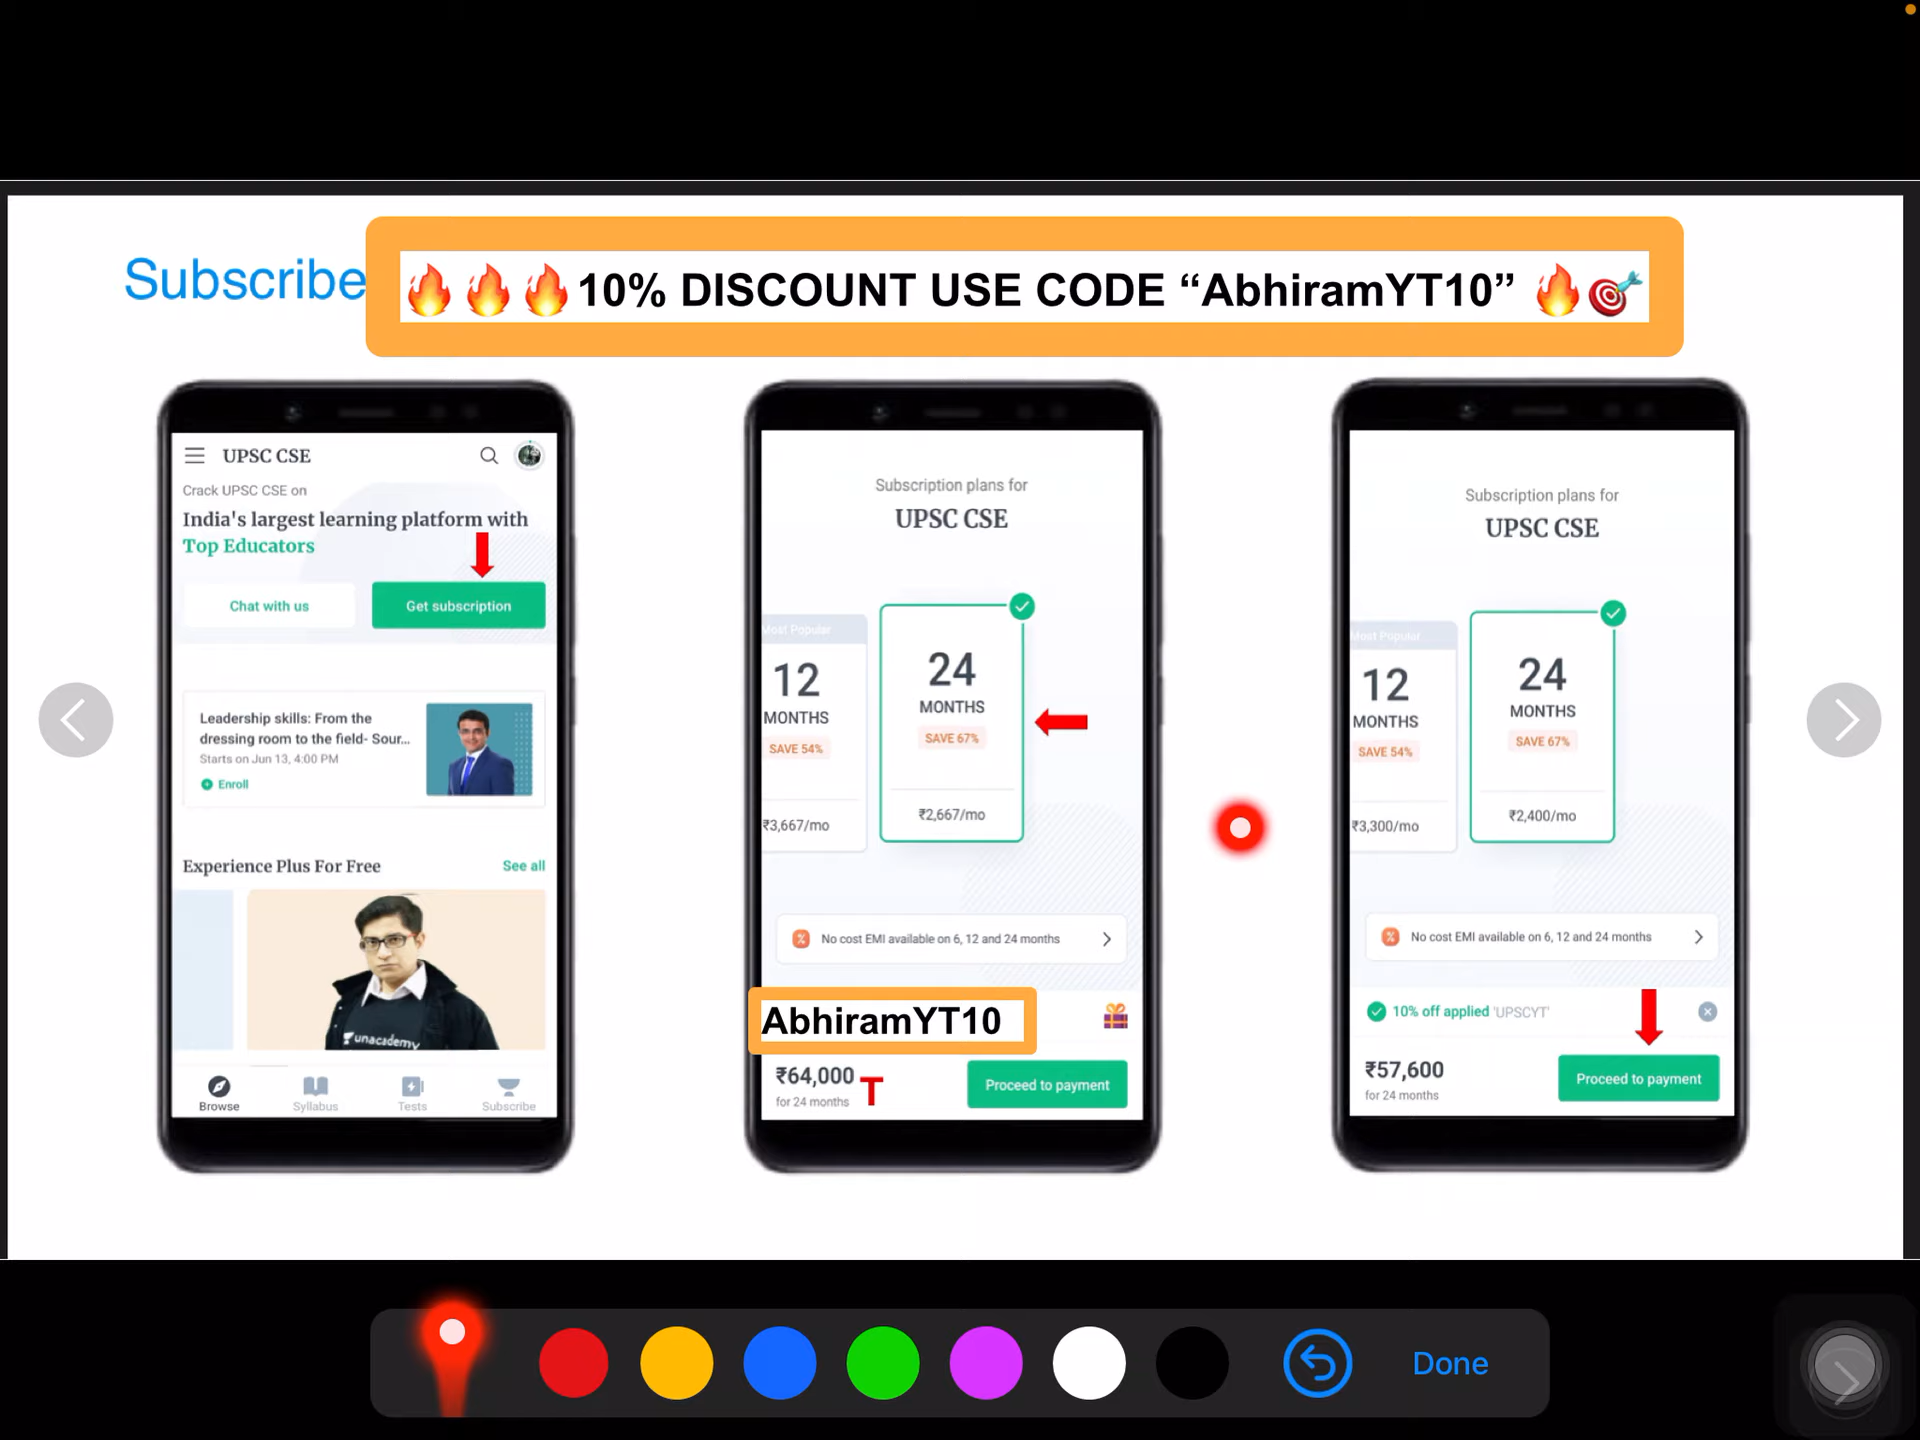 Subscribe
🔥🔥🔥10% DISCOUNT USE CODE “AbhiramYT10” 🔥🎯
UPSC CSE
Crack UPSC CSE on
India's largest learning platform with
Top Educators
Chat with us
Get subscription
Leadership skills: From the
dressing room to the field- Sour...
Starts on Jun 13, 4:00 PM
Enroll
Experience Plus For Free
See all
unacademy
Browse
Syllabus
Tests
Subscribe
Subscription plans for
UPSC CSE
Most Popular
12
MONTHS
SAVE 54%
₹3,667/mo
24
MONTHS
SAVE 67%
₹2,667/mo
No cost EMI available on 6, 12 and 24 months
AbhiramYT10
₹64,000
for 24 months
T
Proceed to payment
Subscription plans for
UPSC CSE
Most Popular
12
MONTHS
SAVE 54%
₹3,300/mo
24
MONTHS
SAVE 67%
₹2,400/mo
No cost EMI available on 6, 12 and 24 months
10% off applied 'UPSCYT'
₹57,600
for 24 months
Proceed to payment
Done